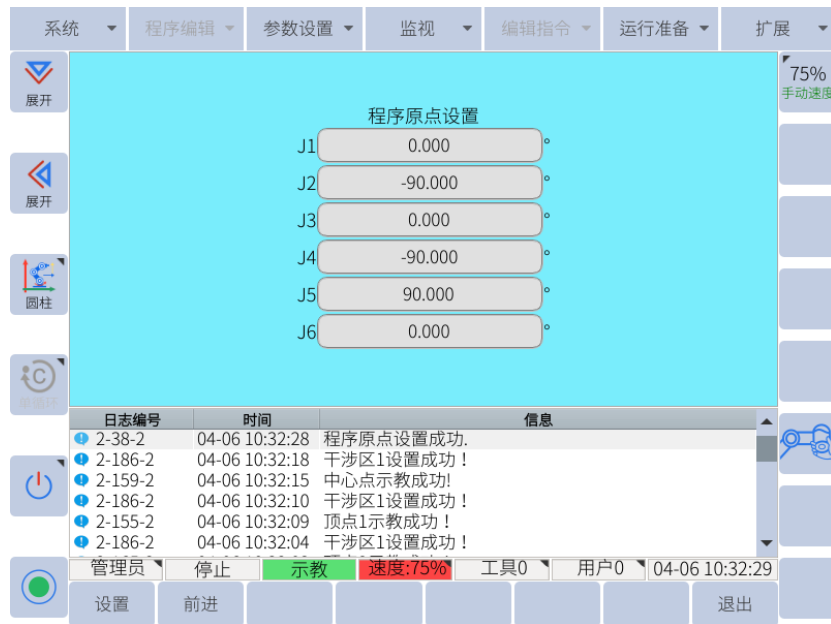 系统 程序编辑 参数设置 监视 编辑指令 运行准备 扩展
展开
75%
手动速度
程序原点设置
J1 0.000 °
J2 -90.000 °
J3 0.000 °
J4 -90.000 °
J5 90.000 °
J6 0.000 °
展开
圆柱
日志编号 时间 信息
2-38-2 04-06 10:32:28 程序原点设置成功.
2-186-2 04-06 10:32:18 干涉区1设置成功！
2-159-2 04-06 10:32:15 中心点示教成功!
2-186-2 04-06 10:32:10 干涉区1设置成功！
2-155-2 04-06 10:32:09 顶点1示教成功！
2-186-2 04-06 10:32:04 干涉区1设置成功！
管理员 停止 示教 速度:75% 工具0 用户0 04-06 10:32:29
设置 前进 退出